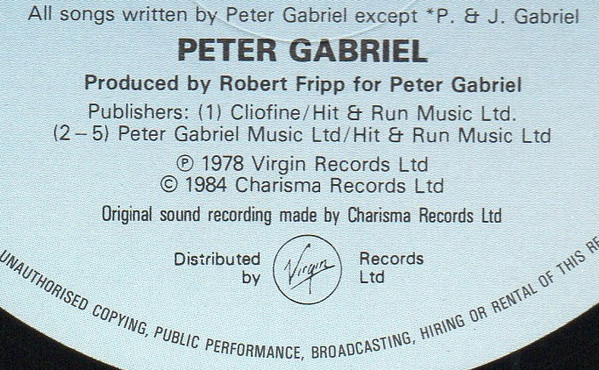 All songs written by Peter Gabriel except *P. & J. Gabriel
PETER GABRIEL
Produced by Robert Fripp for Peter Gabriel
Publishers: (1) Cliofine/Hit & Run Music Ltd.
(2–5) Peter Gabriel Music Ltd/Hit & Run Music Ltd
℗ 1978 Virgin Records Ltd
© 1984 Charisma Records Ltd
Original sound recording made by Charisma Records Ltd
Distributed by Virgin Records Ltd
UNAUTHORISED COPYING, PUBLIC PERFORMANCE, BROADCASTING, HIRING OR RENTAL OF THIS RE